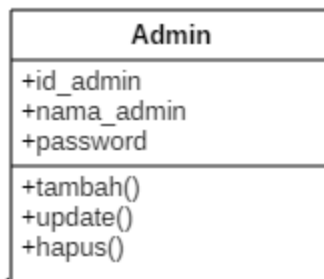 Admin
+id_admin
+nama_admin
+password
+tambah()
+update()
+hapus()